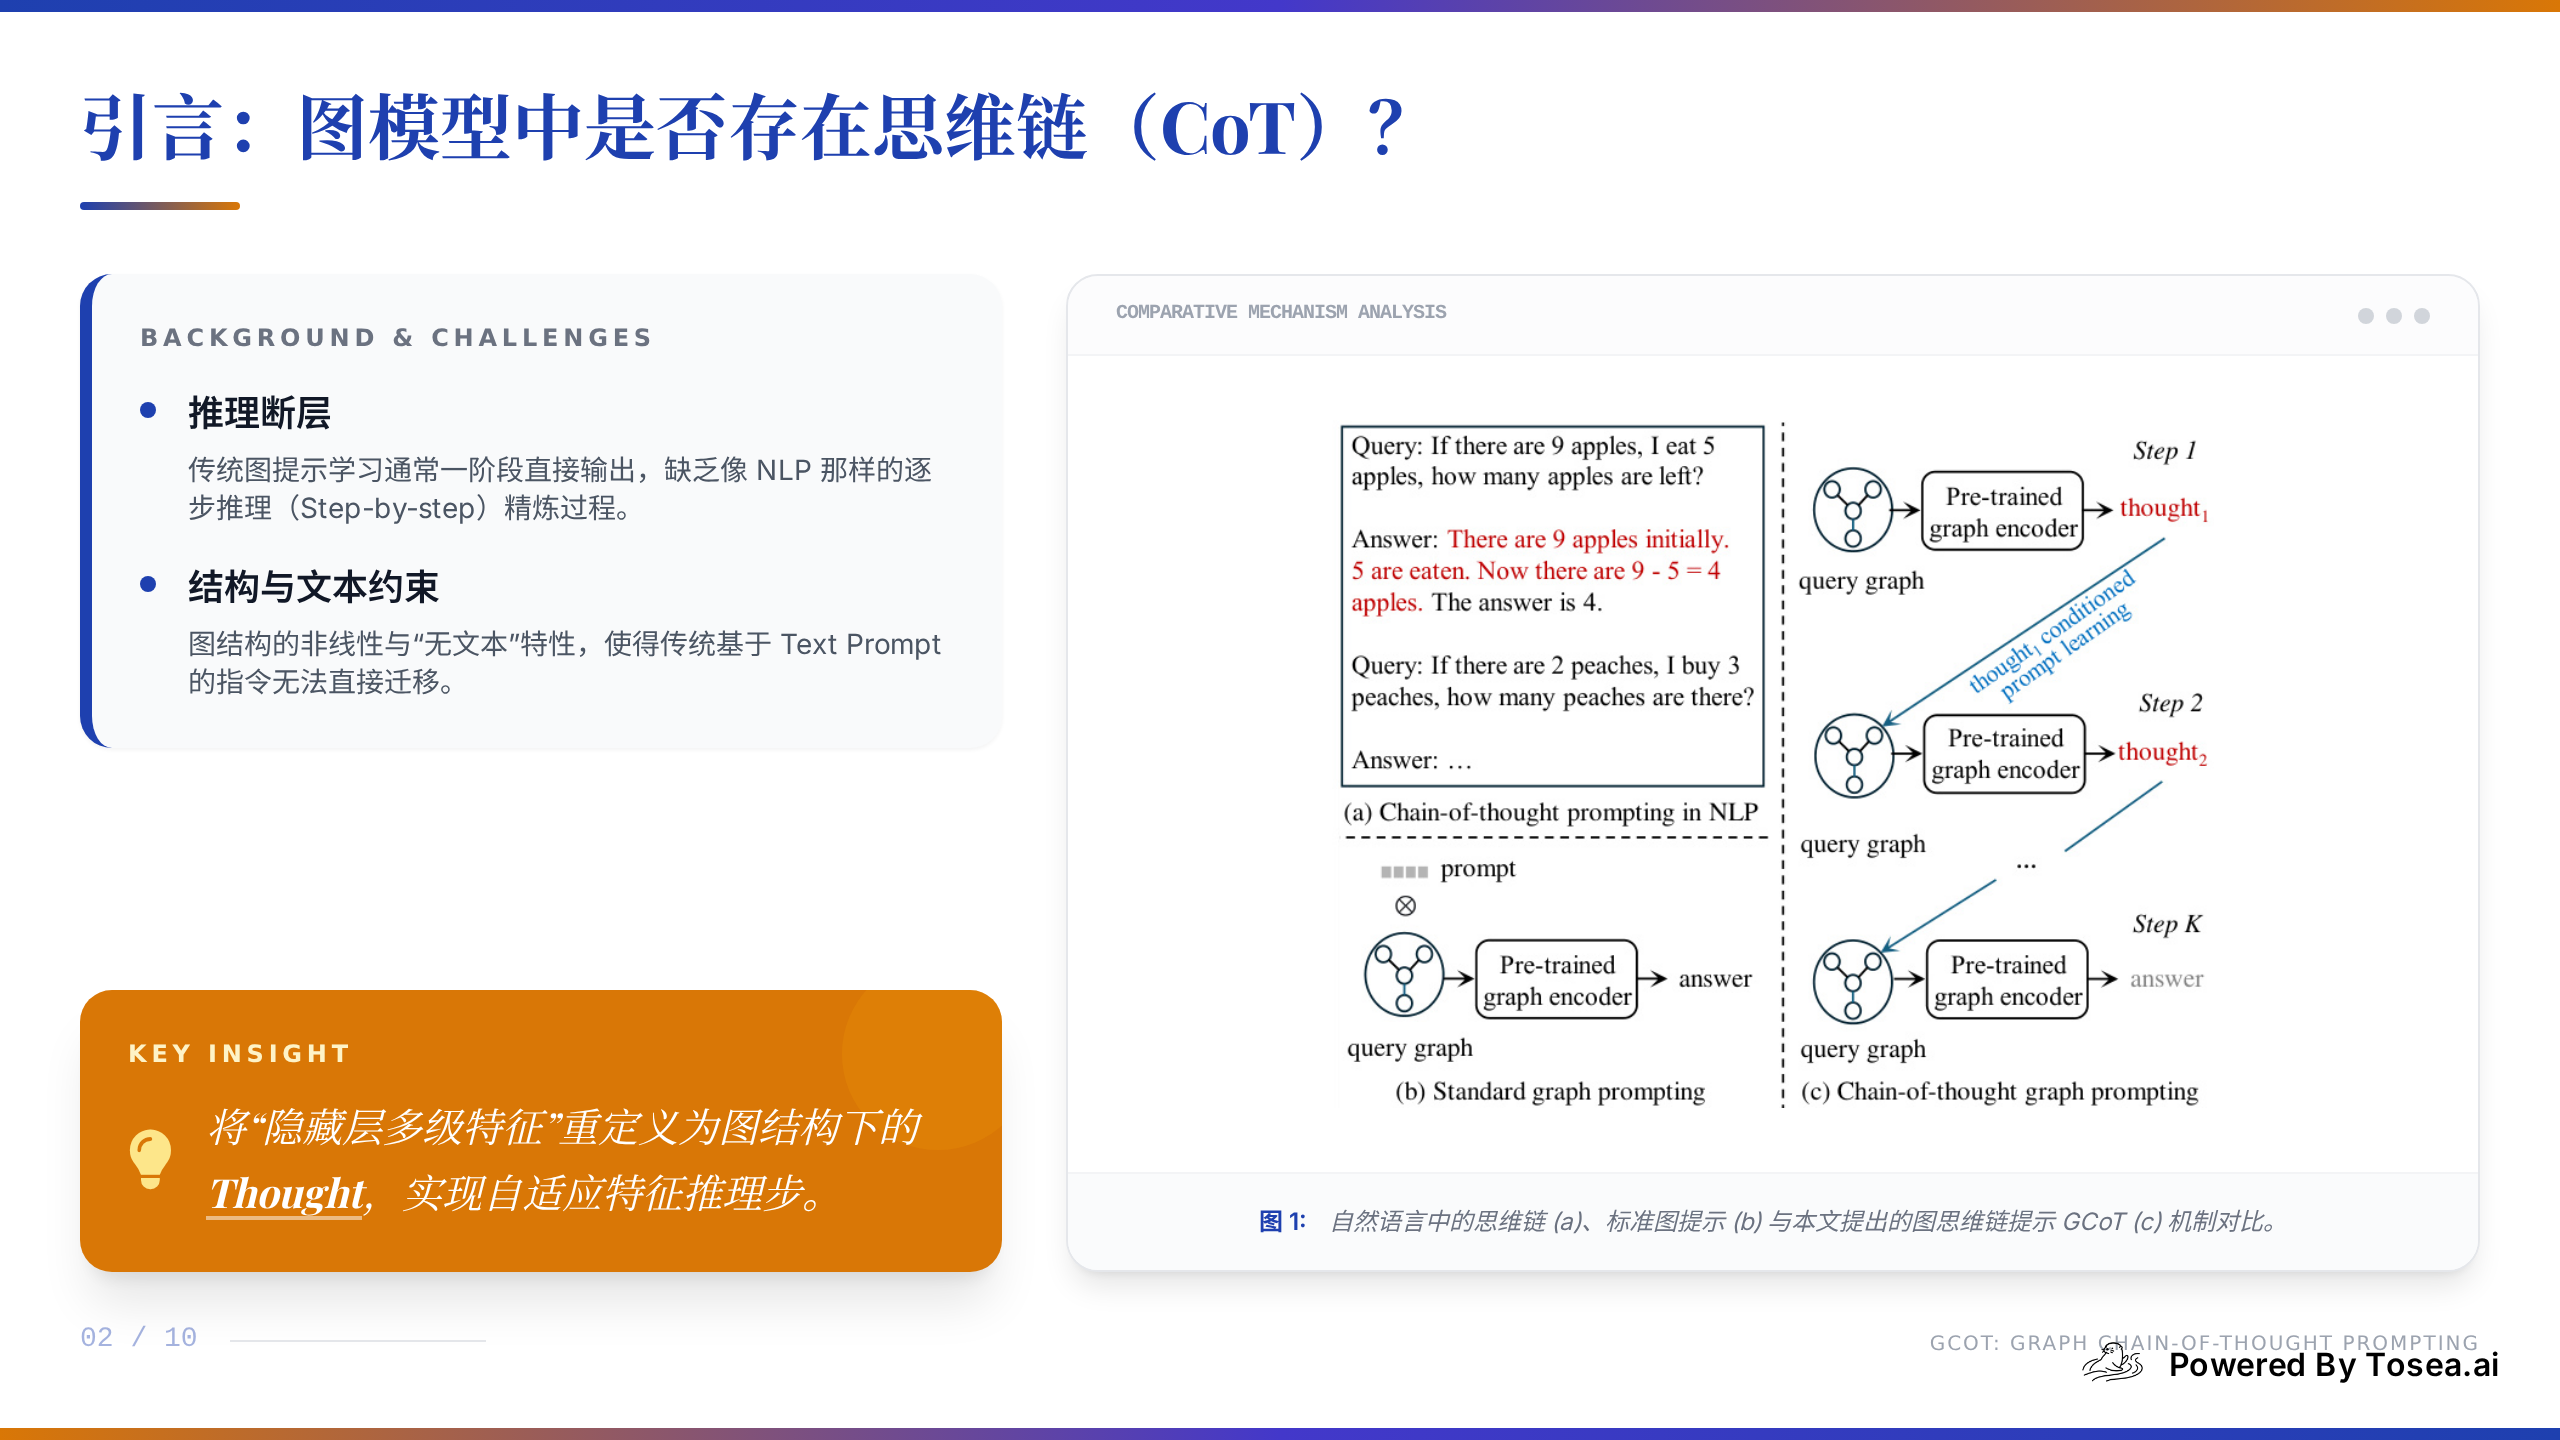 引言：图模型中是否存在思维链（CoT）？
BACKGROUND & CHALLENGES
推理断层
传统图提示学习通常一阶段直接输出，缺乏像 NLP 那样的逐
步推理（Step-by-step）精炼过程。
结构与文本约束
图结构的非线性与“无文本”特性，使得传统基于 Text Prompt
的指令无法直接迁移。
KEY INSIGHT
将“隐藏层多级特征”重定义为图结构下的
Thought，实现自适应特征推理步。
COMPARATIVE MECHANISM ANALYSIS
Query: If there are 9 apples, I eat 5
apples, how many apples are left?
Answer: There are 9 apples initially.
5 are eaten. Now there are 9 - 5 = 4
apples. The answer is 4.
Query: If there are 2 peaches, I buy 3
peaches, how many peaches are there?
Answer: …
(a) Chain-of-thought prompting in NLP
prompt
Pre-trained
graph encoder
answer
query graph
(b) Standard graph prompting
Step 1
Pre-trained
graph encoder
thought1
query graph
thought1 conditioned
prompt learning
Step 2
Pre-trained
graph encoder
thought2
query graph
...
Step K
Pre-trained
graph encoder
answer
query graph
(c) Chain-of-thought graph prompting
图 1: 自然语言中的思维链 (a)、标准图提示 (b) 与本文提出的图思维链提示 GCoT (c) 机制对比。
02 / 10
GCOT: GRAPH CHAIN-OF-THOUGHT PROMPTING
Powered By Tosea.ai